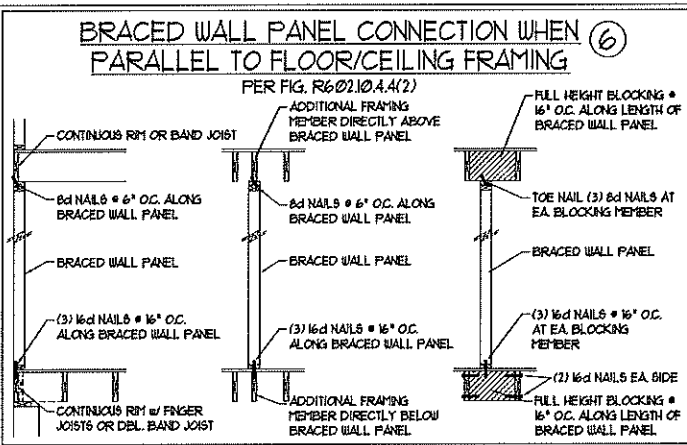 BRACED WALL PANEL CONNECTION WHEN
PARALLEL TO FLOOR/CEILING FRAMING
6
PER FIG. R602.10.4.4(2)
CONTINUOUS RIM OR BAND JOIST
8d NAILS @ 6" O.C. ALONG
BRACED WALL PANEL
BRACED WALL PANEL
(3) 16d NAILS @ 16" O.C.
ALONG BRACED WALL PANEL
CONTINUOUS RIM w/ FINGER
JOISTS OR DBL. BAND JOIST
ADDITIONAL FRAMING
MEMBER DIRECTLY ABOVE
BRACED WALL PANEL
8d NAILS @ 6" O.C. ALONG
BRACED WALL PANEL
BRACED WALL PANEL
(3) 16d NAILS @ 16" O.C.
ALONG BRACED WALL PANEL
ADDITIONAL FRAMING
MEMBER DIRECTLY BELOW
BRACED WALL PANEL
FULL HEIGHT BLOCKING @
16" O.C. ALONG LENGTH OF
BRACED WALL PANEL
TOE NAIL (3) 8d NAILS AT
EA. BLOCKING MEMBER
BRACED WALL PANEL
(3) 16d NAILS @ 16" O.C.
AT EA. BLOCKING
MEMBER
(2) 16d NAILS EA. SIDE
FULL HEIGHT BLOCKING @
16" O.C. ALONG LENGTH OF
BRACED WALL PANEL